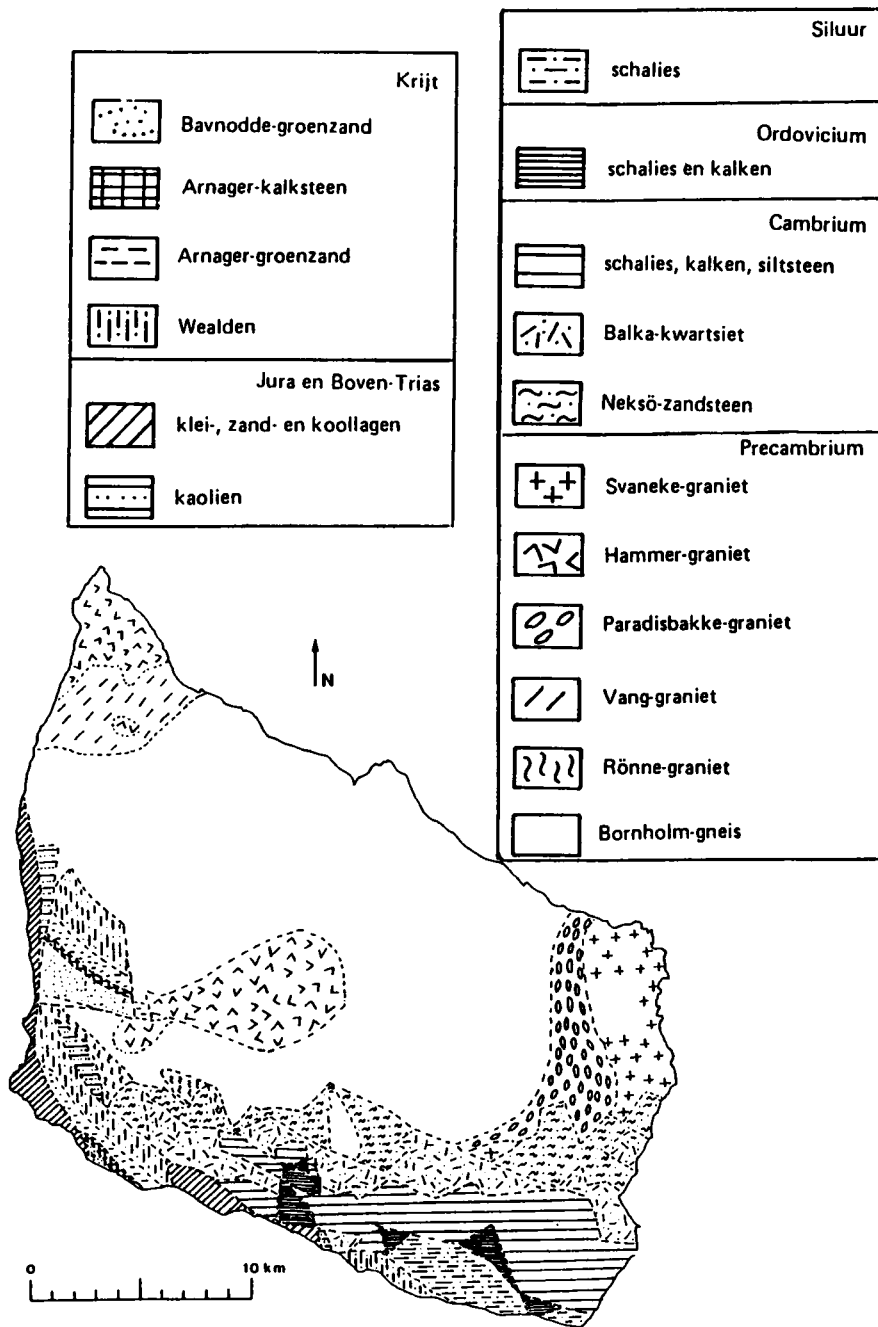 Krijt
Bavnodde-groenzand
Arnager-kalksteen
Arnager-groenzand
Wealden
Jura en Boven-Trias
klei-, zand- en koollagen
kaolien
Siluur
schalies
Ordovicium
schalies en kalken
Cambrium
schalies, kalken, siltsteen
Balka-kwartsiet
Neksö-zandsteen
Precambrium
Svaneke-graniet
Hammer-graniet
Paradisbakke-graniet
Vang-graniet
Rönne-graniet
Bornholm-gneis
N
0 10 km